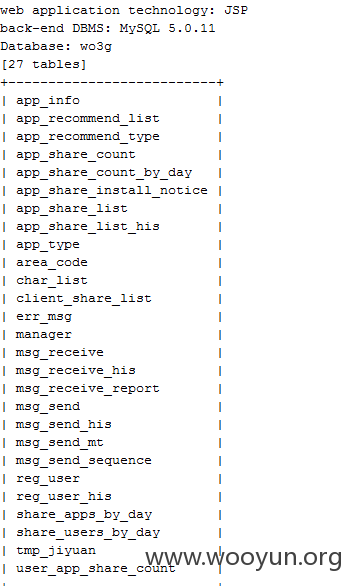 web application technology: JSP
back-end DBMS: MySQL 5.0.11
Database: wo3g
[27 tables]
+--------------------------+
| app_info |
| app_recommend_list |
| app_recommend_type |
| app_share_count |
| app_share_count_by_day |
| app_share_install_notice |
| app_share_list |
| app_share_list_his |
| app_type |
| area_code |
| char_list |
| client_share_list |
| err_msg |
| manager |
| msg_receive |
| msg_receive_his |
| msg_receive_report |
| msg_send |
| msg_send_his |
| msg_send_mt |
| msg_send_sequence |
| reg_user |
| reg_user_his |
| share_apps_by_day |
| share_users_by_day |
| tmp_jiyuan |
| user_app_share_count |
www.wooyun.org